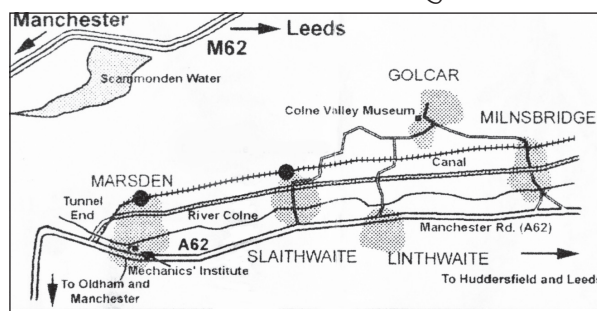 Manchester
Leeds
M62
Scammonden Water
GOLCAR
Colne Valley Museum
MILNSBRIDGE
Canal
MARSDEN
Tunnel
End
River Colne
Manchester Rd. (A62)
A62
SLAITHWAITE
LINTHWAITE
Mechanics' Institute
To Oldham and
Manchester
To Huddersfield and Leeds